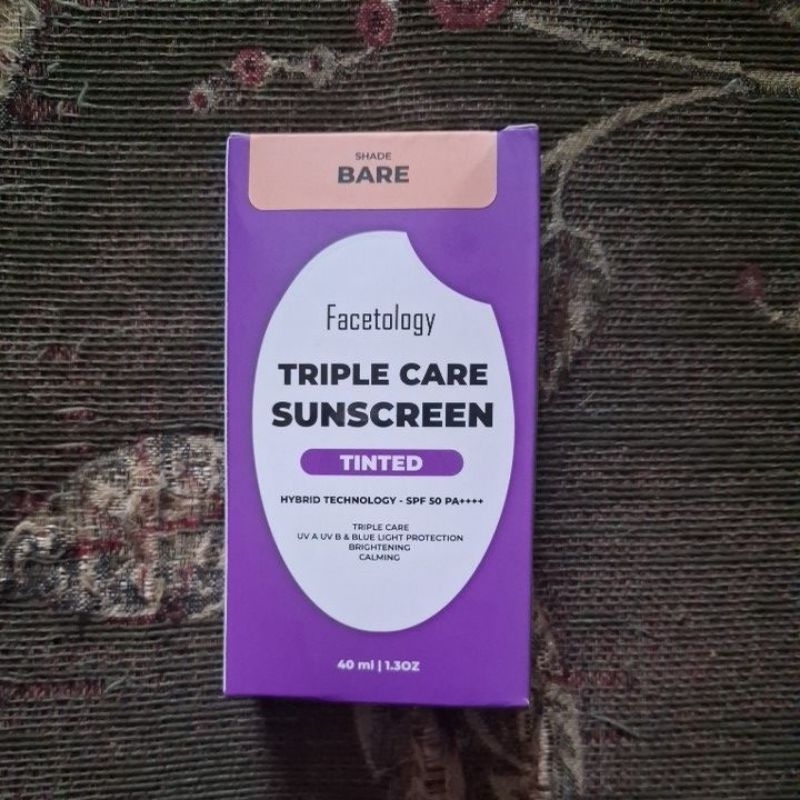 SHADE
BARE
Facetology
TRIPLE CARE
SUNSCREEN
TINTED
HYBRID TECHNOLOGY - SPF 50 PA++++
TRIPLE CARE
UV A UV B & BLUE LIGHT PROTECTION
BRIGHTENING
CALMING
40 ml | 1.3OZ